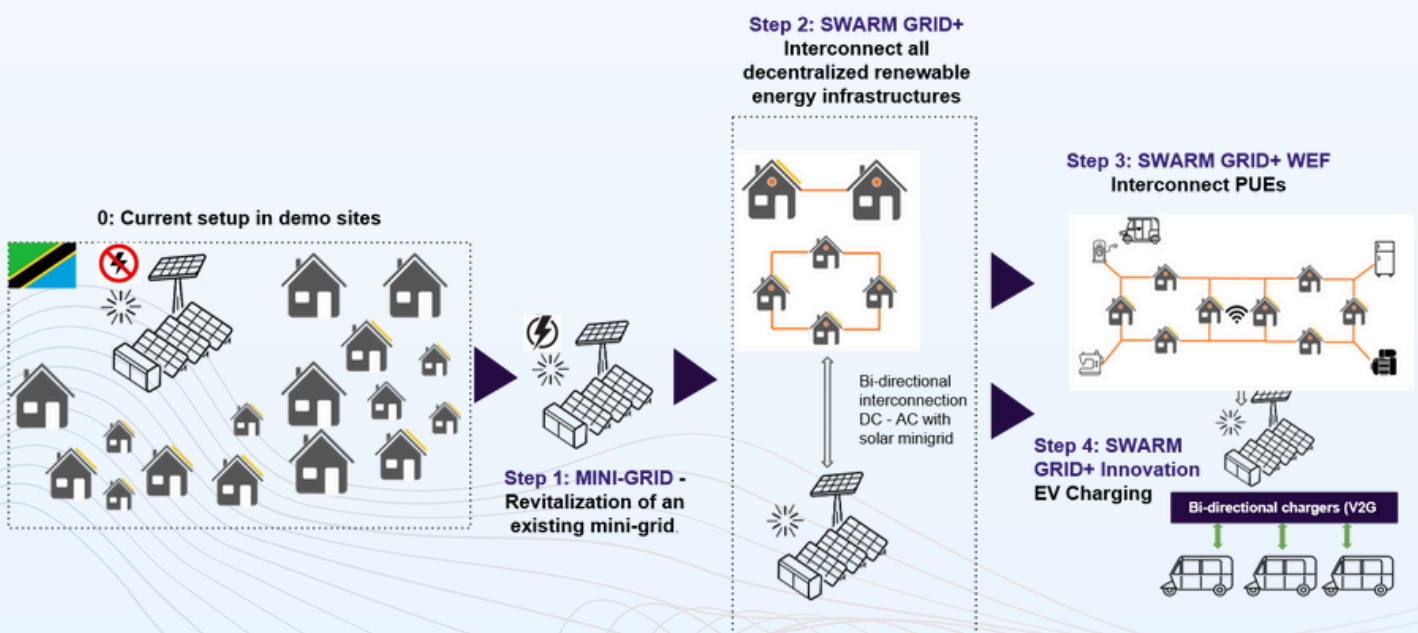 0: Current setup in demo sites
Step 1: MINI-GRID -
Revitalization of an
existing mini-grid.
Step 2: SWARM GRID+
Interconnect all
decentralized renewable
energy infrastructures
Bi-directional
interconnection
DC - AC with
solar minigrid
Step 3: SWARM GRID+ WEF
Interconnect PUEs
Step 4: SWARM
GRID+ Innovation
EV Charging
Bi-directional chargers (V2G